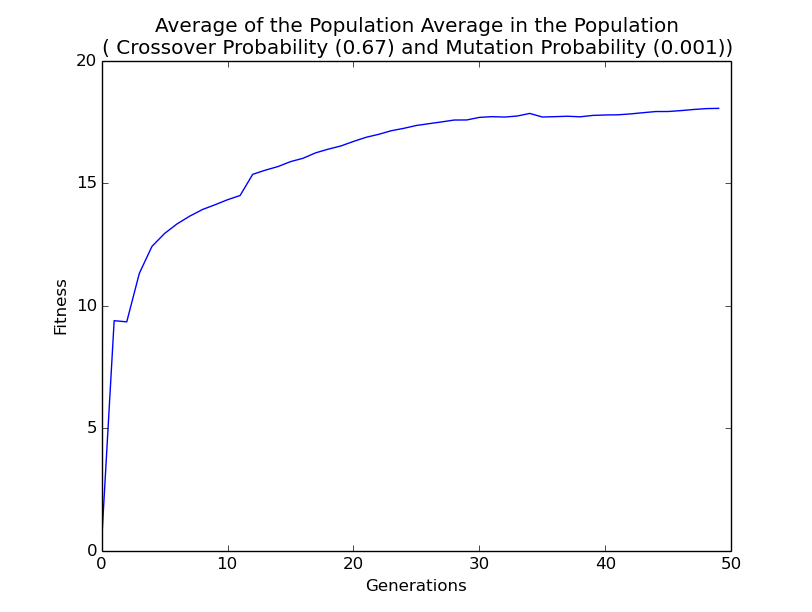 Average of the Population Average in the Population
( Crossover Probability (0.67) and Mutation Probability (0.001))
20
15
10
5
0
Fitness
0 10 20 30 40 50
Generations